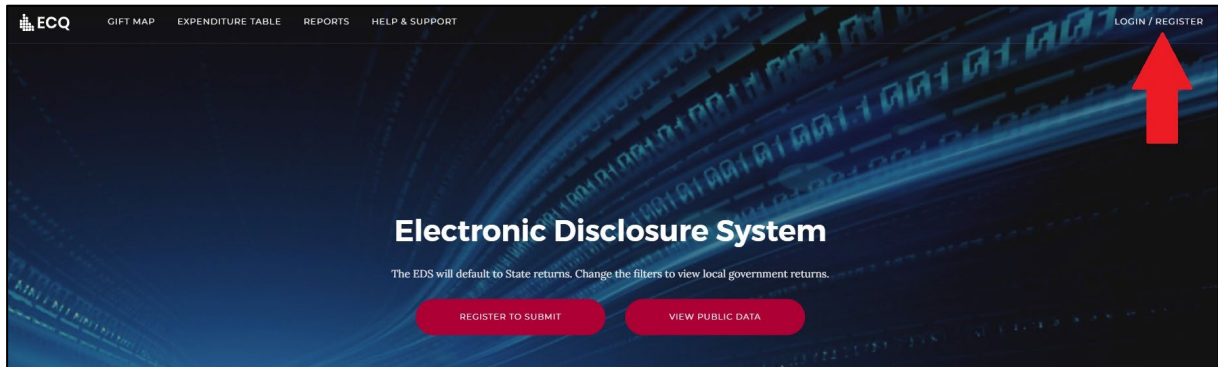 ECQ GIFT MAP EXPENDITURE TABLE REPORTS HELP & SUPPORT LOGIN / REGISTER
Electronic Disclosure System
The EDS will default to State returns. Change the filters to view local government returns.
REGISTER TO SUBMIT VIEW PUBLIC DATA